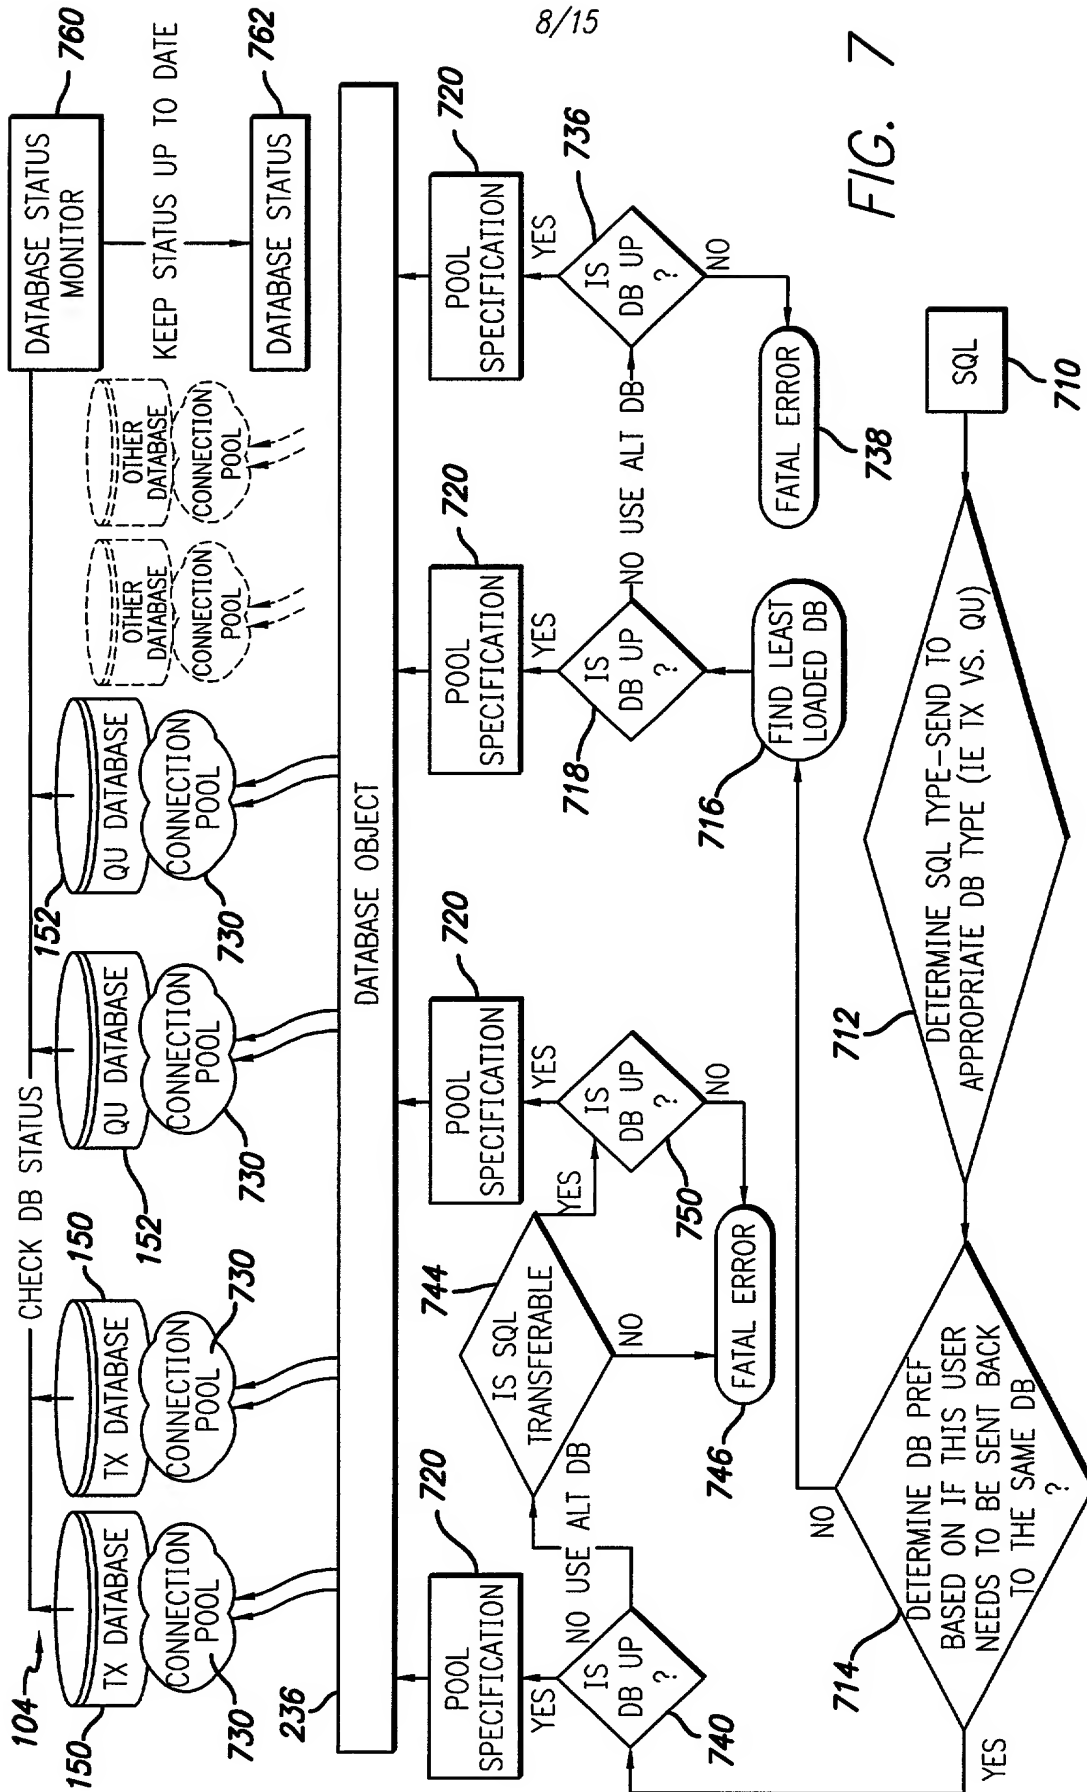 8/15
104
CHECK DB STATUS
DATABASE STATUS
MONITOR
760
KEEP STATUS UP TO DATE
DATABASE STATUS
762
150
TX DATABASE
CONNECTION
POOL
730
150
TX DATABASE
CONNECTION
POOL
730
152
QU DATABASE
CONNECTION
POOL
730
152
QU DATABASE
CONNECTION
POOL
730
OTHER
DATABASE
CONNECTION
POOL
OTHER
DATABASE
CONNECTION
POOL
236
DATABASE OBJECT
POOL
SPECIFICATION
720
POOL
SPECIFICATION
720
POOL
SPECIFICATION
720
POOL
SPECIFICATION
720
YES
IS
DB UP
?
740
NO USE ALT DB
IS SQL
TRANSFERABLE
744
YES
NO
YES
IS
DB UP
?
750
NO
FATAL ERROR
746
YES
IS
DB UP
?
718
NO USE ALT DB
YES
IS
DB UP
?
736
NO
FATAL ERROR
738
FIND LEAST
LOADED DB
716
NO
DETERMINE DB PREF
BASED ON IF THIS USER
NEEDS TO BE SENT BACK
TO THE SAME DB
?
714
YES
DETERMINE SQL TYPE-SEND TO
APPROPRIATE DB TYPE (IE TX VS. QU)
712
SQL
710
FIG. 7